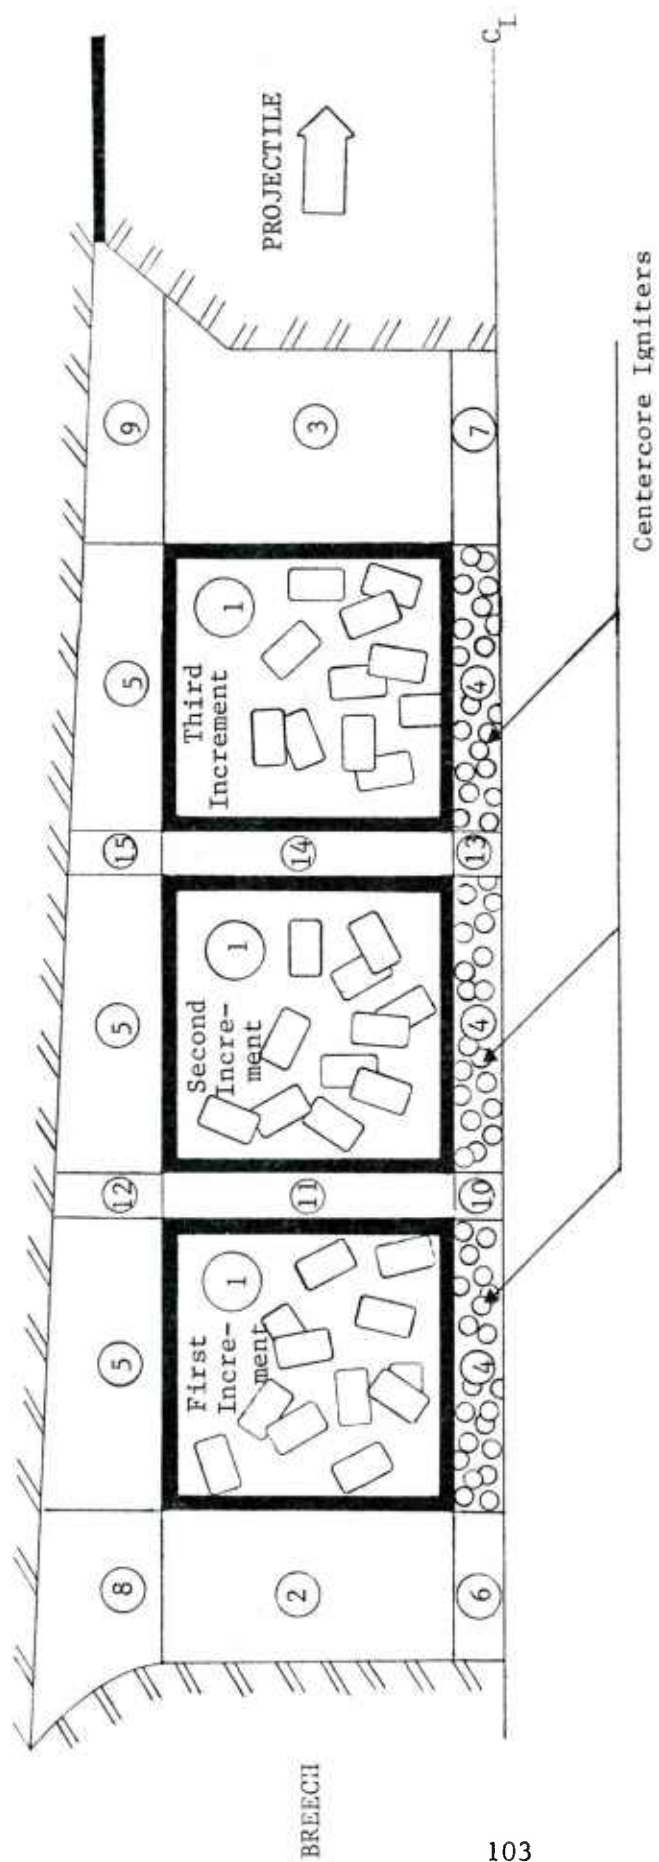 BREECH
PROJECTILE
C_L
8
5
12
5
15
5
9
2
First
Incre-
ment
1
11
Second
Incre-
ment
1
14
Third
Increment
1
3
6
4
10
4
13
4
7
Centercore Igniters
103